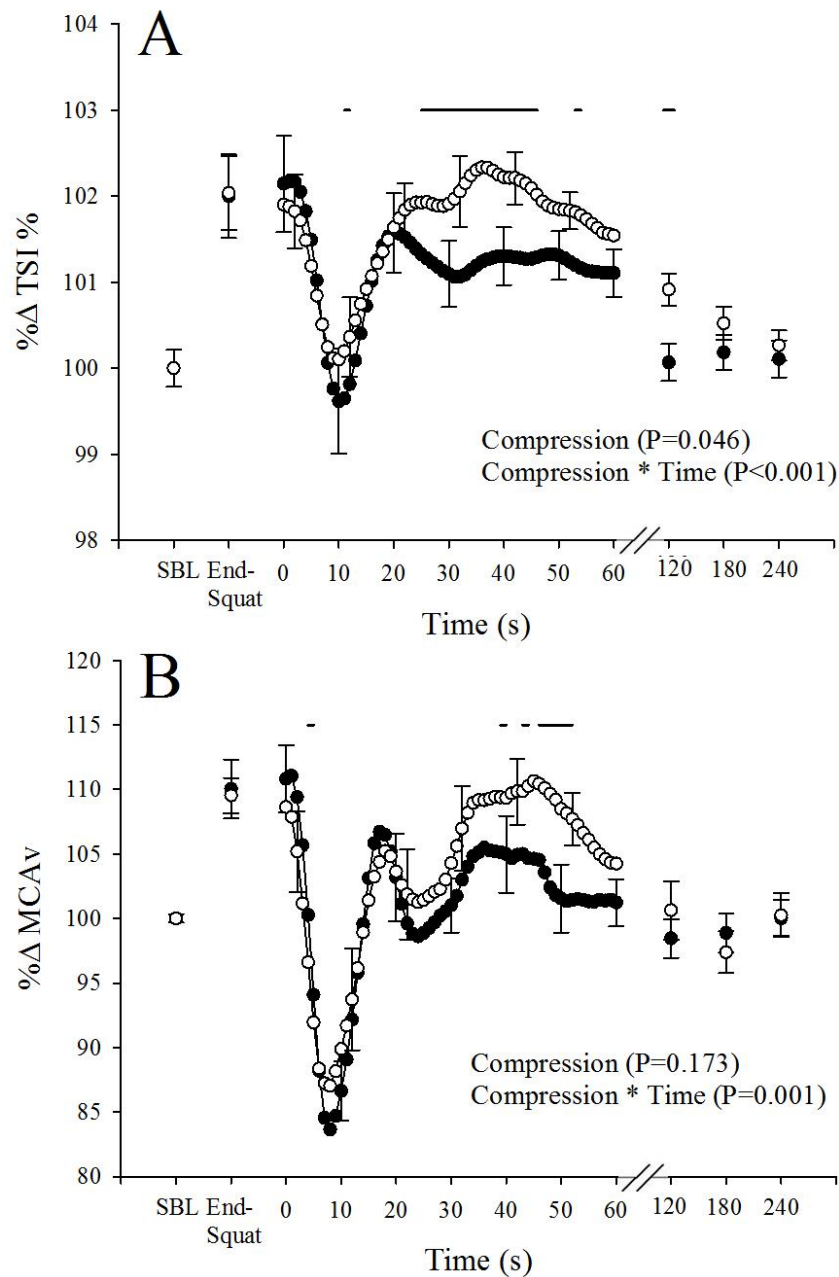 A
104
103
102
101
100
99
98
%Δ TSI %
Compression (P=0.046)
Compression * Time (P<0.001)
SBL End-Squat 0 10 20 30 40 50 60 120 180 240
Time (s)
B
120
115
110
105
100
95
90
85
80
%Δ MCAv
Compression (P=0.173)
Compression * Time (P=0.001)
SBL End-Squat 0 10 20 30 40 50 60 120 180 240
Time (s)